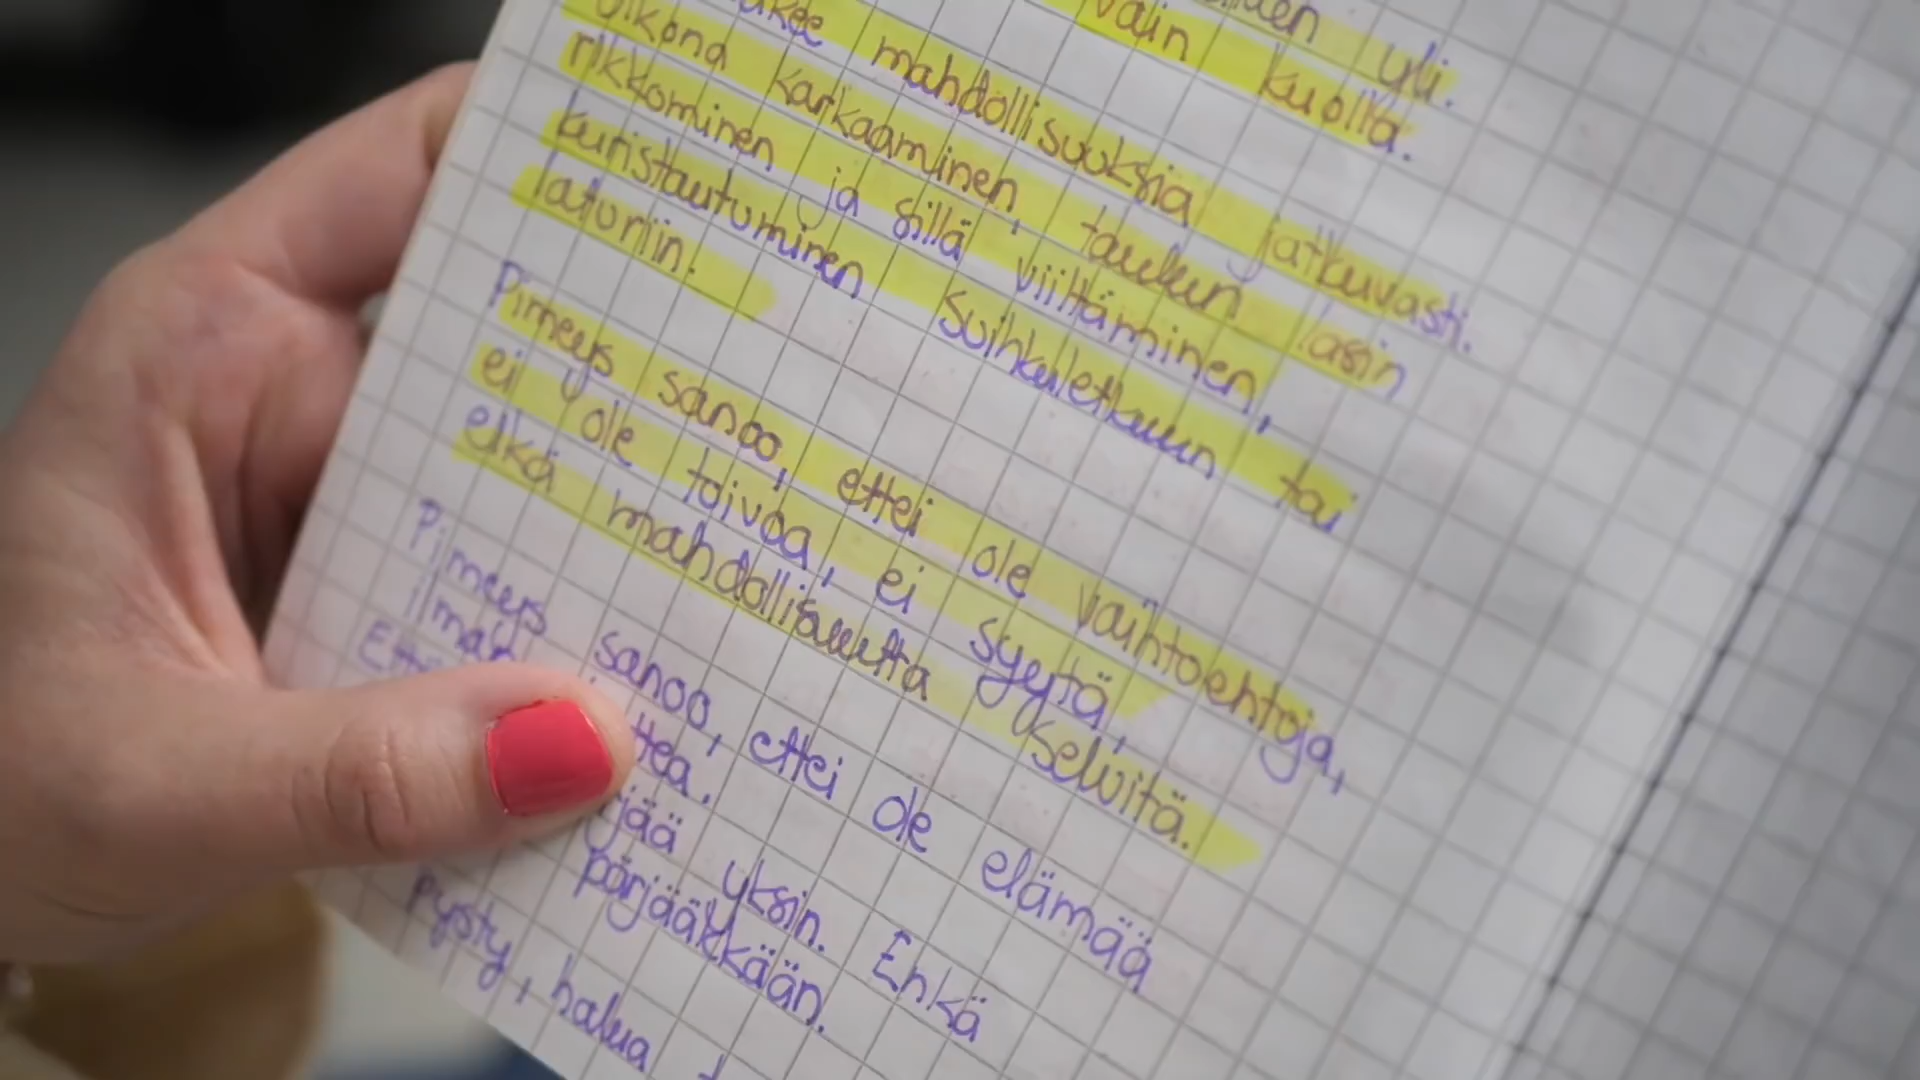 yli.
vain kuolla.
mahdollisuuksia jatkuvasti.
ulkona karkaaminen, taulun lasin
rikkominen ja sillä viiltäminen,
kuristautuminen suihkuletkuun tai
laturiin.
Pimeys sanoo, ettei ole vaihtoehtoja,
ei ole toivoa, ei syytä,
eikä mahdollisuutta selvitä.
Pimeys sanoo, ettei ole elämää
ilman
yksin. Enkä
pärjääkkään.
pysty, halua